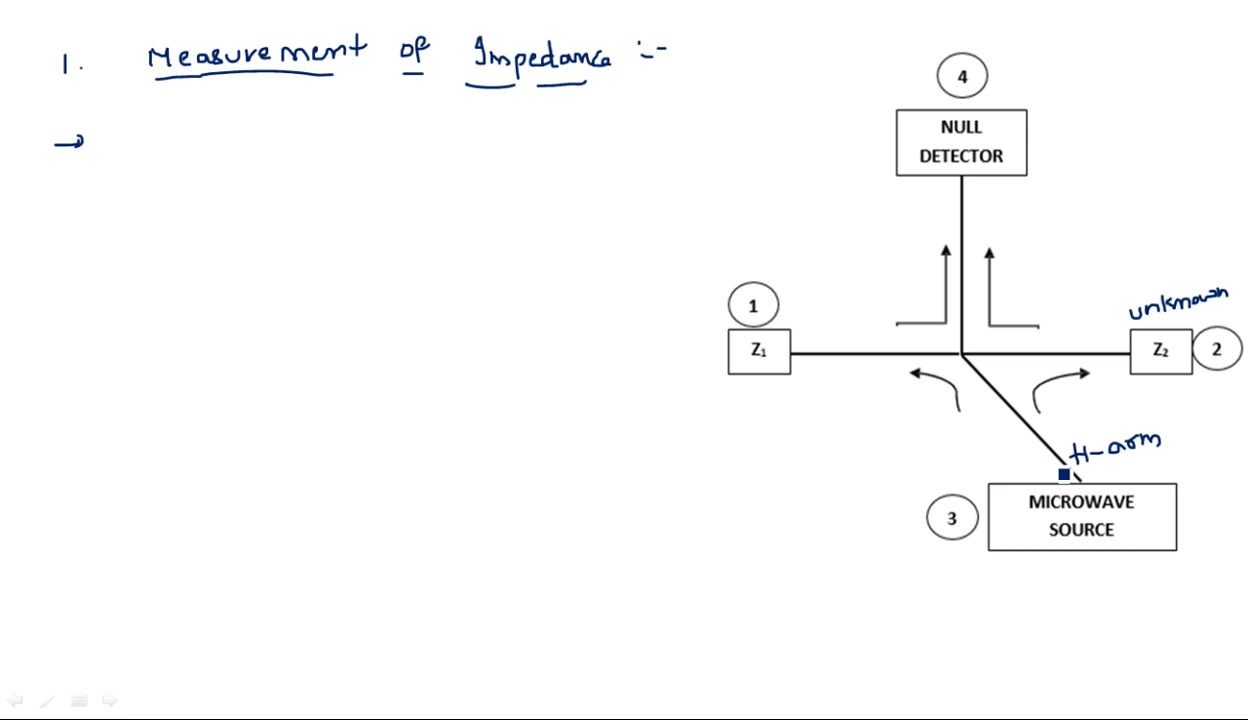 1. Measurement of Impedance :-
→
4
NULL
DETECTOR
1
unknown
Z₁
Z₂
2
H-arm
3
MICROWAVE
SOURCE